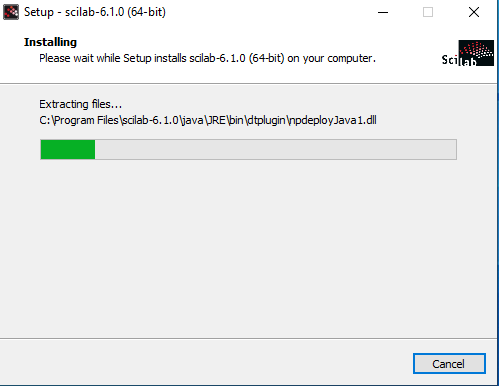 Setup - scilab-6.1.0 (64-bit)
Installing
Please wait while Setup installs scilab-6.1.0 (64-bit) on your computer.
Scilab
Extracting files...
C:\Program Files\scilab-6.1.0\java\JRE\bin\dtplugin\npdeployJava1.dll
Cancel